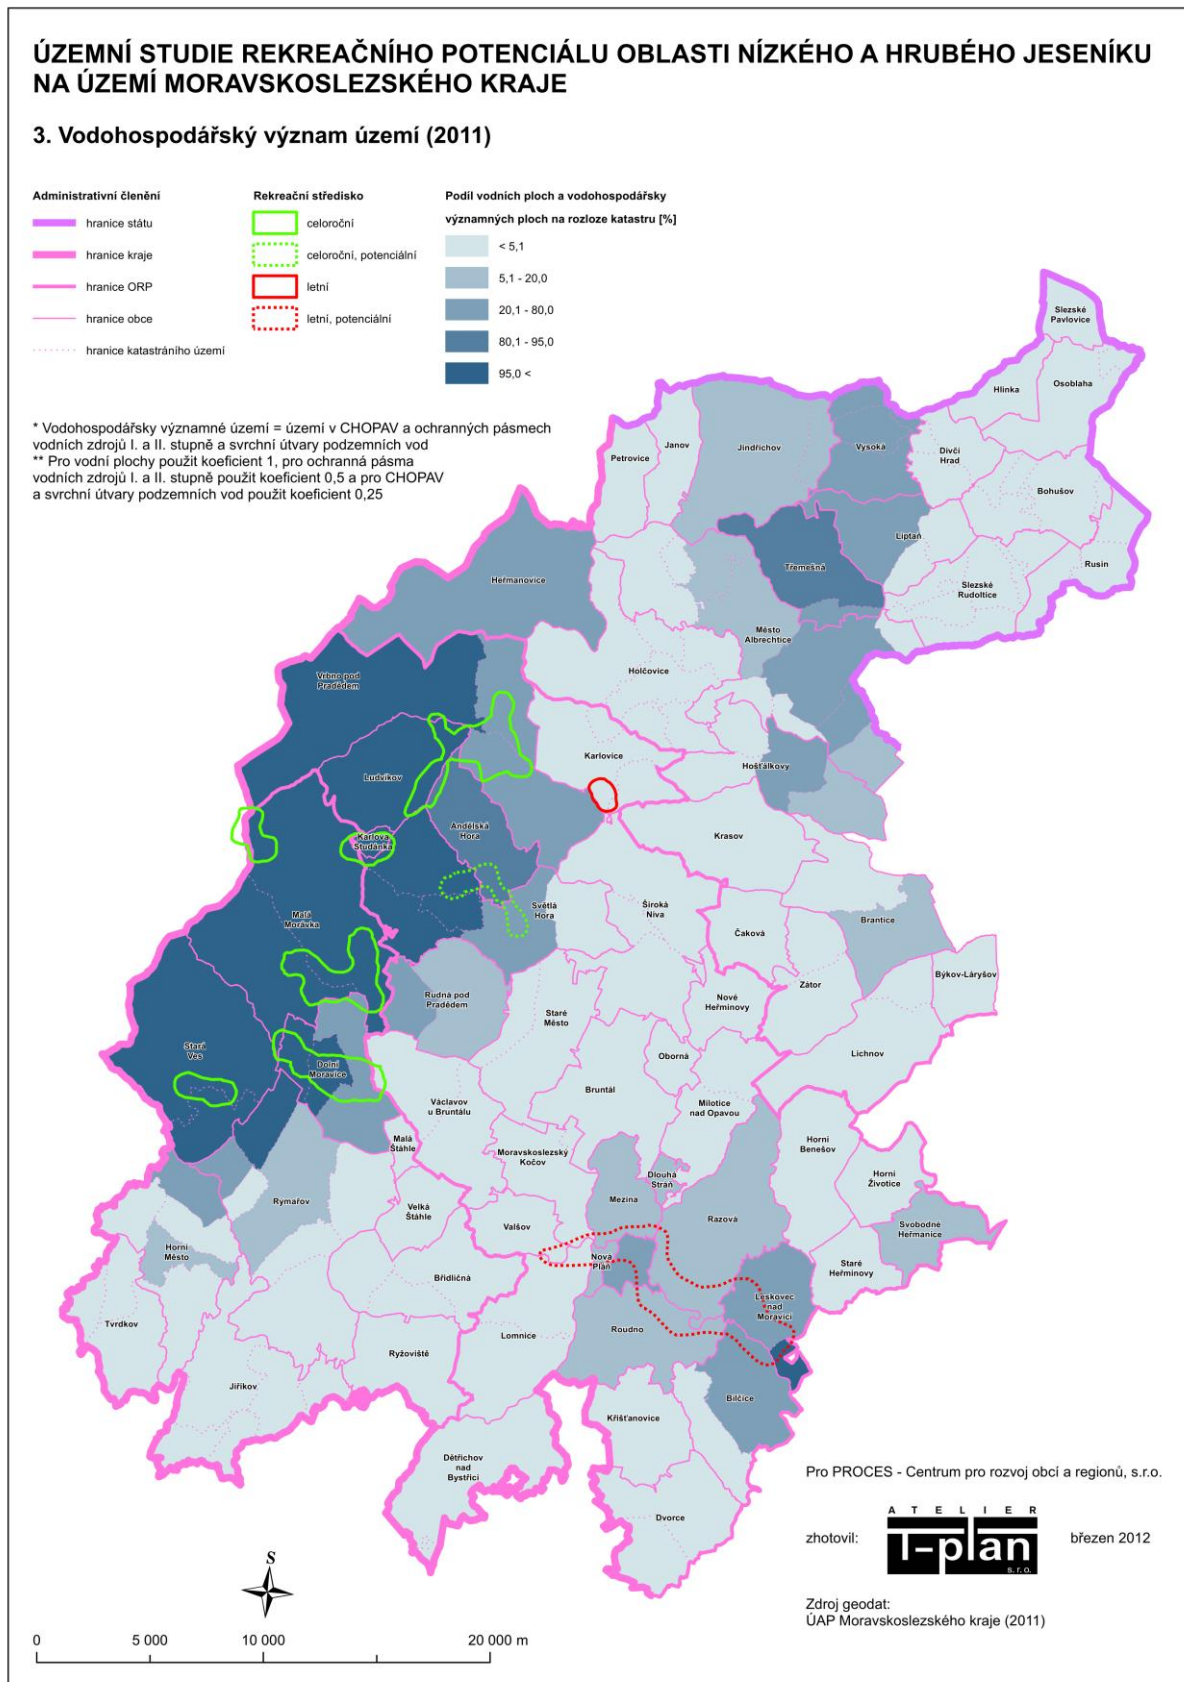 ÚZEMNÍ STUDIE REKREAČNÍHO POTENCIÁLU OBLASTI NÍZKÉHO A HRUBÉHO JESENÍKU
NA ÚZEMÍ MORAVSKOSLEZSKÉHO KRAJE
3. Vodohospodářský význam území (2011)
Administrativní členění
hranice státu
hranice kraje
hranice ORP
hranice obce
hranice katastráního území
Rekreační středisko
celoroční
celoroční, potenciální
letní
letní, potenciální
Podíl vodních ploch a vodohospodářsky
významných ploch na rozloze katastru [%]
< 5,1
5,1 - 20,0
20,1 - 80,0
80,1 - 95,0
95,0 <
* Vodohospodářsky významné území = území v CHOPAV a ochranných pásmech
vodních zdrojů I. a II. stupně a svrchní útvary podzemních vod
** Pro vodní plochy použit koeficient 1, pro ochranná pásma
vodních zdrojů I. a II. stupně použit koeficient 0,5 a pro CHOPAV
a svrchní útvary podzemních vod použit koeficient 0,25
Slezské
Pavlovice
Hlinka
Osoblaha
Janov
Jindřichov
Vysoká
Petrovice
Dívčí
Hrad
Bohušov
Liptaň
Rusín
Třemešná
Slezské
Rudoltice
Heřmanovice
Město
Albrechtice
Holčovice
Vrbno pod
Pradědem
Karlovice
Hošťálkovy
Ludvíkov
Andělská
Hora
Karlova
Studánka
Krasov
Světlá
Hora
Široká
Niva
Malá
Morávka
Brantice
Čaková
Býkov-Láryšov
Zátor
Rudná pod
Pradědem
Nové
Heřminovy
Staré
Město
Stará
Ves
Dolní
Moravice
Oborná
Lichnov
Bruntál
Václavov
u Bruntálu
Milotice
nad Opavou
Malá
Štáhle
Moravskoslezský
Kočov
Horní
Benešov
Dlouhá
Stráň
Horní
Životice
Rymařov
Mezina
Velká
Štáhle
Valšov
Razová
Svobodné
Heřmanice
Horní
Město
Nová
Pláň
Staré
Heřminovy
Břidličná
Leskovec
nad
Moravicí
Tvrdkov
Lomnice
Roudno
Ryžoviště
Jiříkov
Bílčice
Křišťanovice
Dětřichov
nad
Bystřicí
Dvorce
Pro PROCES - Centrum pro rozvoj obcí a regionů, s.r.o.
zhotovil:
ATELIER
T-plan
s. r. o.
březen 2012
Zdroj geodat:
ÚAP Moravskoslezského kraje (2011)
S
0 5 000 10 000 20 000 m